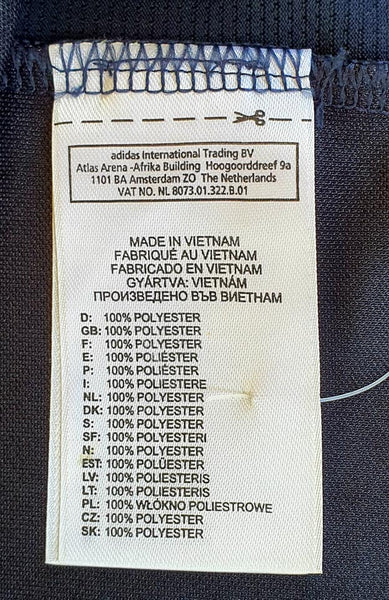 adidas International Trading BV
Atlas Arena -Afrika Building Hoogoorddreef 9a
1101 BA Amsterdam ZO The Netherlands
VAT NO. NL 8073.01.322.B.01
MADE IN VIETNAM
FABRIQUÉ AU VIETNAM
FABRICADO EN VIETNAM
GYÁRTVA: VIETNÁM
ПРОИЗВЕДЕНО ВЪВ ВИЕТНАМ
D: 100% POLYESTER
GB: 100% POLYESTER
F: 100% POLYESTER
E: 100% POLIÉSTER
P: 100% POLIÉSTER
I: 100% POLIESTERE
NL: 100% POLYESTER
DK: 100% POLYESTER
S: 100% POLYESTER
SF: 100% POLYESTERI
N: 100% POLYESTER
EST: 100% POLÜESTER
LV: 100% POLIESTERIS
LT: 100% POLIESTERIS
PL: 100% WŁÓKNO POLIESTROWE
CZ: 100% POLYESTER
SK: 100% POLYESTER